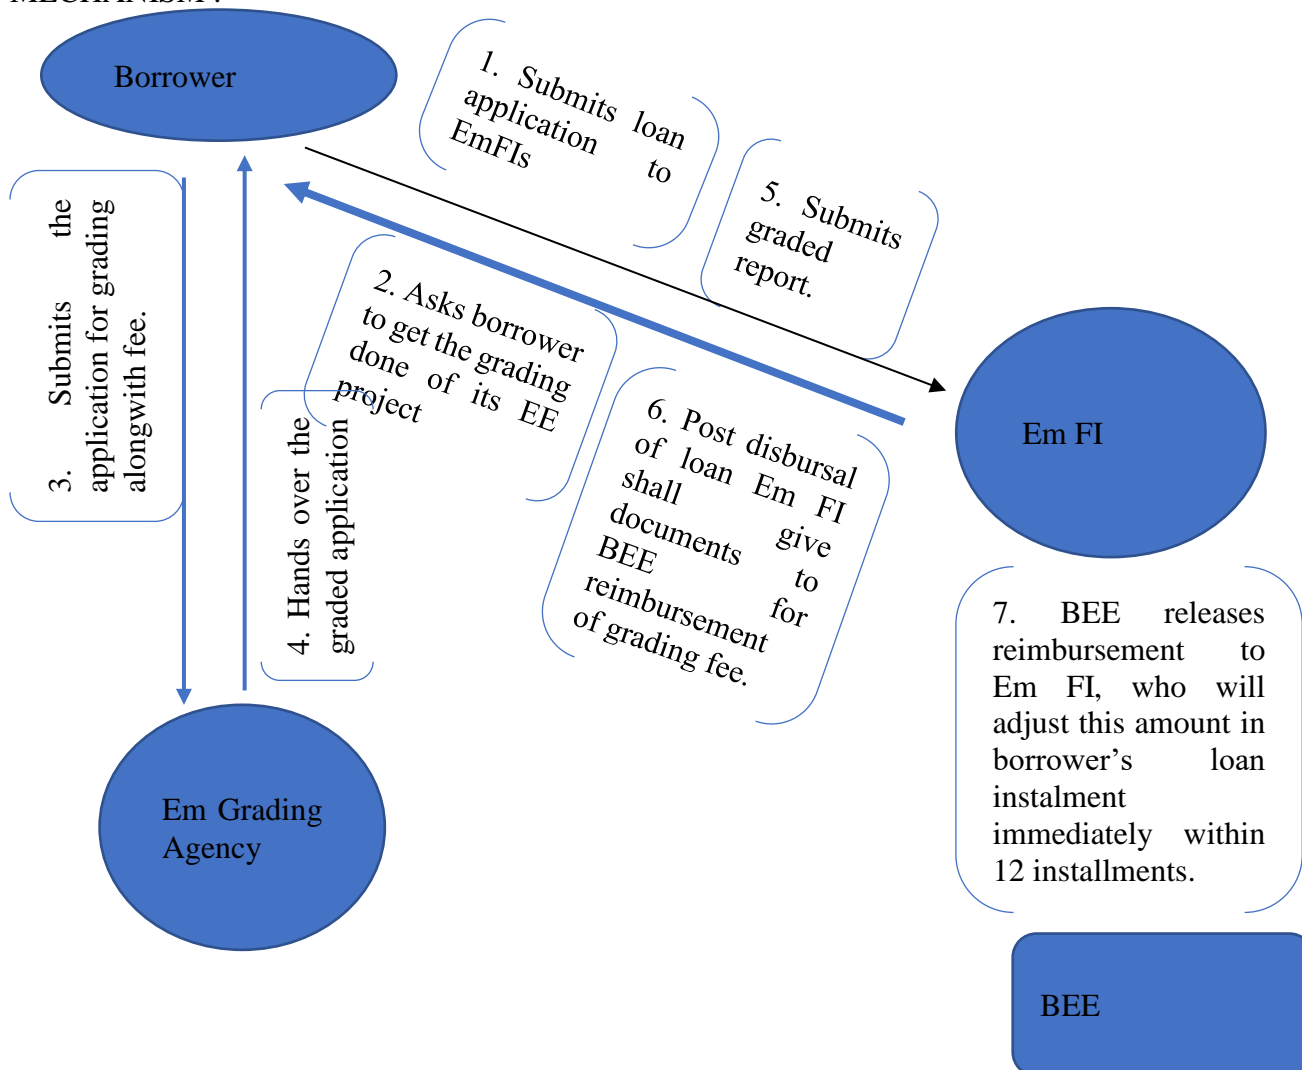 MECHANISM :
Borrower
1. Submits loan
application to
EmFIs
5. Submits
graded
report.
2. Asks borrower
to get the grading
done of its EE
project
3. Submits the
application for grading
alongwith fee.
4. Hands over the
graded application
6. Post disbursal
of loan Em FI
shall give
documents to
BEE for
reimbursement
of grading fee.
Em FI
7. BEE releases
reimbursement to
Em FI, who will
adjust this amount in
borrower’s loan
instalment
immediately within
12 installments.
Em Grading
Agency
BEE